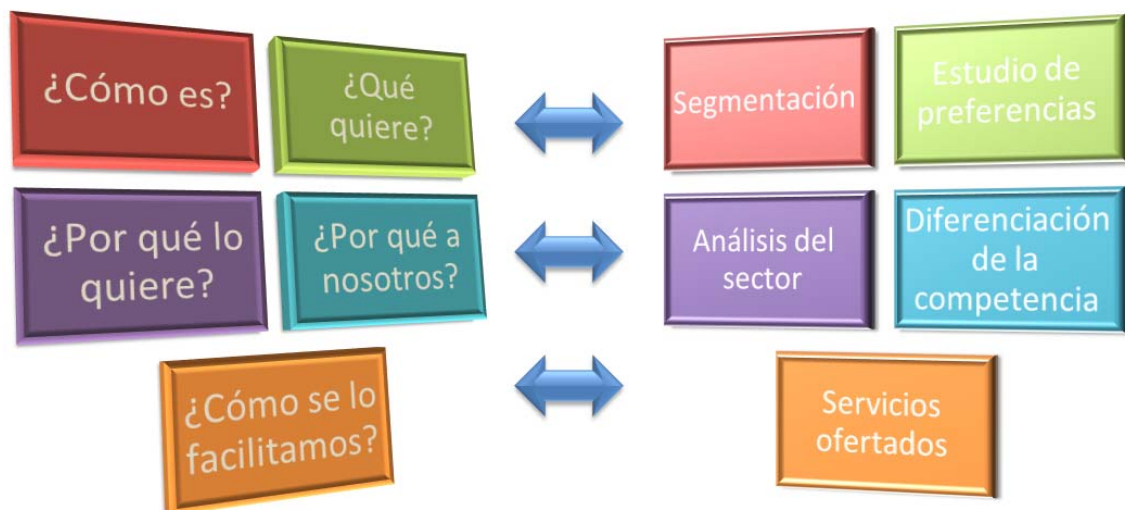 ¿Cómo es?
¿Qué
quiere?
Segmentación
Estudio de
preferencias
¿Por qué lo
quiere?
¿Por qué a
nosotros?
Análisis del
sector
Diferenciación
de la
competencia
¿Cómo se lo
facilitamos?
Servicios
ofertados